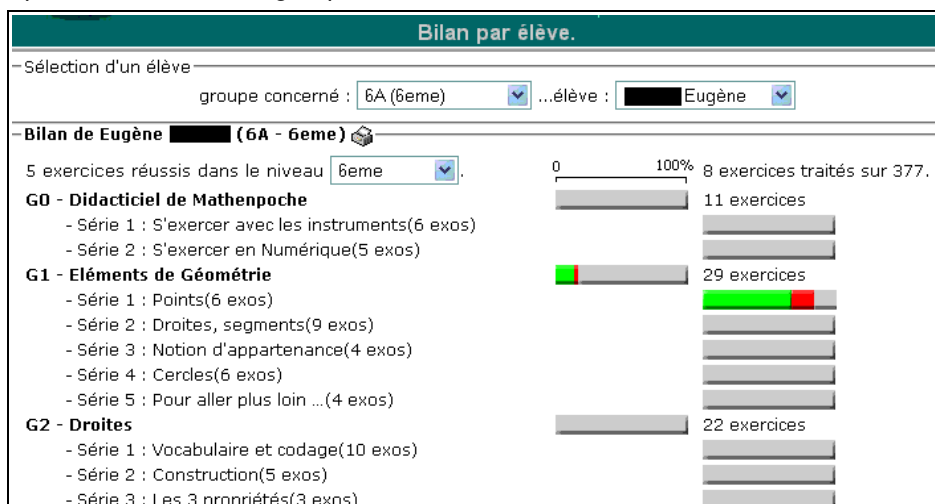 Bilan par élève.
Sélection d'un élève
groupe concerné : 6A (6eme) ...élève : Eugène
Bilan de Eugène (6A - 6eme)
5 exercices réussis dans le niveau 6eme . 0 100% 8 exercices traités sur 377.
G0 - Didacticiel de Mathenpoche 11 exercices
- Série 1 : S'exercer avec les instruments(6 exos)
- Série 2 : S'exercer en Numérique(5 exos)
G1 - Eléments de Géométrie 29 exercices
- Série 1 : Points(6 exos)
- Série 2 : Droites, segments(9 exos)
- Série 3 : Notion d'appartenance(4 exos)
- Série 4 : Cercles(6 exos)
- Série 5 : Pour aller plus loin ...(4 exos)
G2 - Droites 22 exercices
- Série 1 : Vocabulaire et codage(10 exos)
- Série 2 : Construction(5 exos)
- Série 3 : Les 3 propriétés(3 exos)